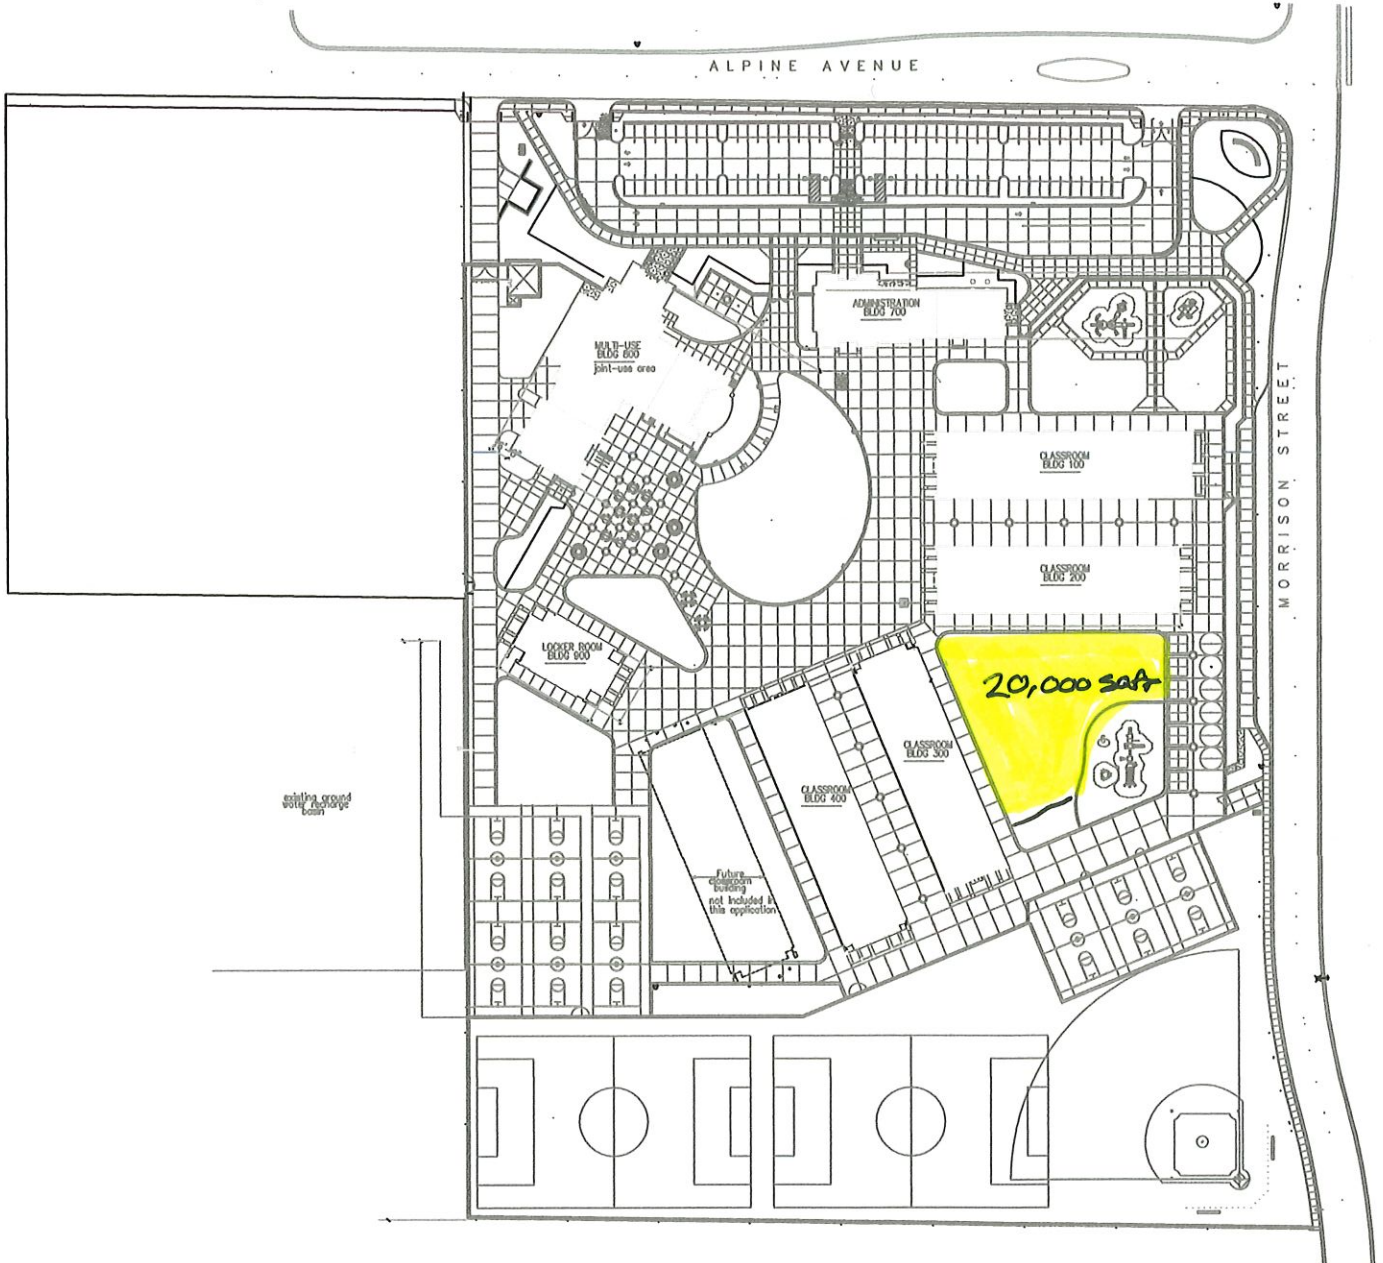 ALPINE AVENUE
ADMINISTRATION
BLDG 700
MULTI-USE
BLDG 800
joint-use area
MORRISON STREET
CLASSROOM
BLDG 100
CLASSROOM
BLDG 200
LOCKER ROOM
BLDG 900
20,000 sqft
CLASSROOM
BLDG 300
CLASSROOM
BLDG 400
existing ground
water recharge
basin
Future
classroom
building
not included in
this application